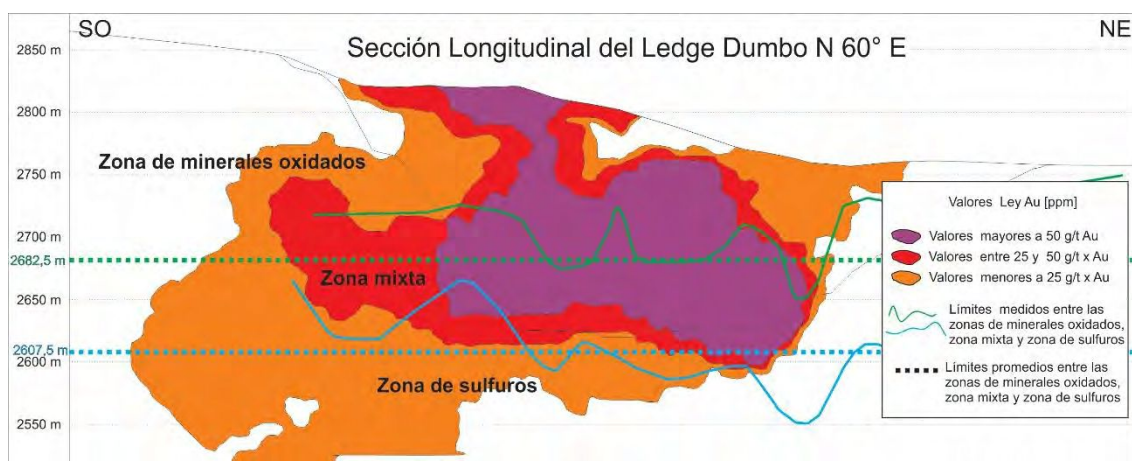 SO
NE
Sección Longitudinal del Ledge Dumbo N 60° E
2850 m
2800 m
Zona de minerales oxidados
2750 m
2700 m
2682,5 m
Zona mixta
2650 m
2607,5 m
2600 m
Zona de sulfuros
2550 m
Valores Ley Au [ppm]
Valores mayores a 50 g/t Au
Valores entre 25 y 50 g/t x Au
Valores menores a 25 g/t x Au
Límites medidos entre las
zonas de minerales oxidados,
zona mixta y zona de sulfuros
Límites promedios entre las
zonas de minerales oxidados,
zona mixta y zona de sulfuros